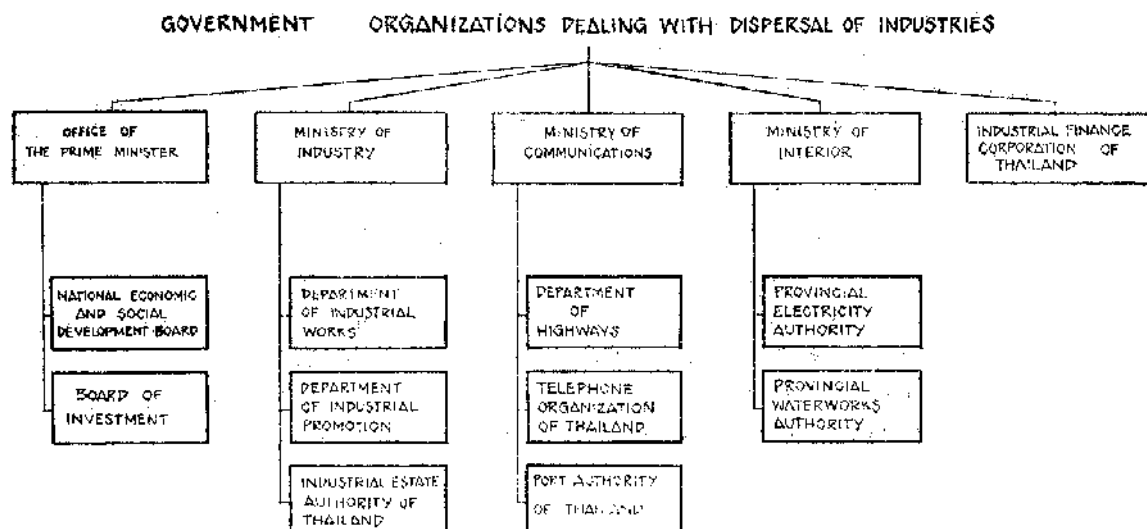 GOVERNMENT ORGANIZATIONS DEALING WITH DISPERSAL OF INDUSTRIES
OFFICE OF
THE PRIME MINISTER
MINISTRY OF
INDUSTRY
MINISTRY OF
COMMUNICATIONS
MINISTRY OF
INTERIOR
INDUSTRIAL FINANCE
CORPORATION OF
THAILAND
NATIONAL ECONOMIC
AND SOCIAL
DEVELOPMENT BOARD
BOARD OF
INVESTMENT
DEPARTMENT
OF INDUSTRIAL
WORKS
DEPARTMENT
OF INDUSTRIAL
PROMOTION
INDUSTRIAL ESTATE
AUTHORITY OF
THAILAND
DEPARTMENT
OF
HIGHWAYS
TELEPHONE
ORGANIZATION
OF THAILAND
PORT AUTHORITY
OF THAILAND
PROVINCIAL
ELECTRICITY
AUTHORITY
PROVINCIAL
WATERWORKS
AUTHORITY